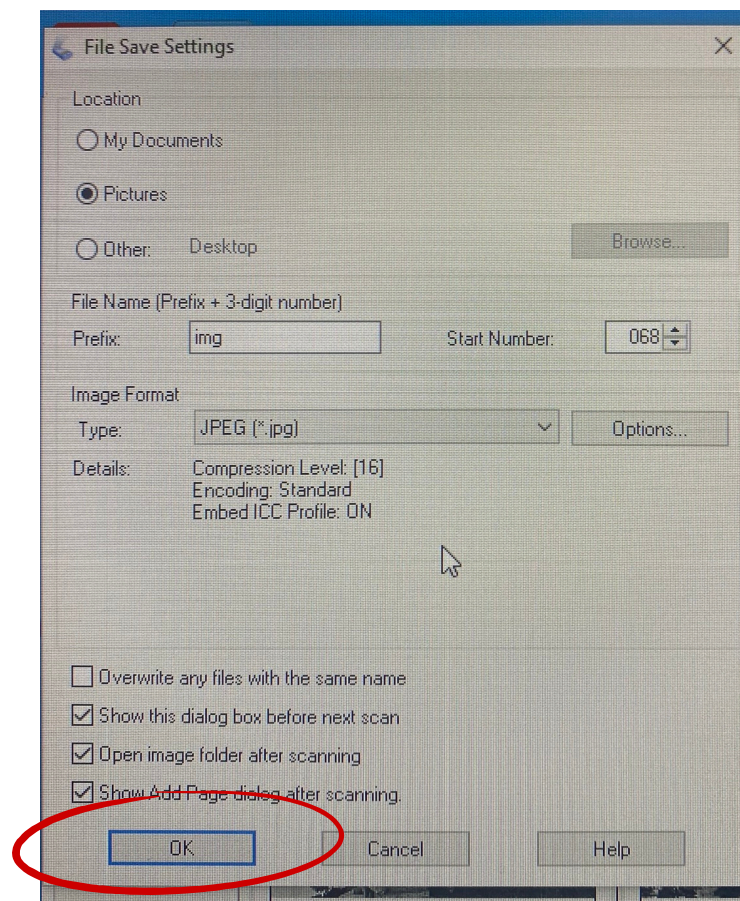 File Save Settings
Location
My Documents
Pictures
Other: Desktop Browse...
File Name (Prefix + 3-digit number)
Prefix: img Start Number: 068
Image Format
Type: JPEG (*.jpg) Options...
Details: Compression Level: [16]
Encoding: Standard
Embed ICC Profile: ON
Overwrite any files with the same name
Show this dialog box before next scan
Open image folder after scanning
Show Add Page dialog after scanning.
OK Cancel Help